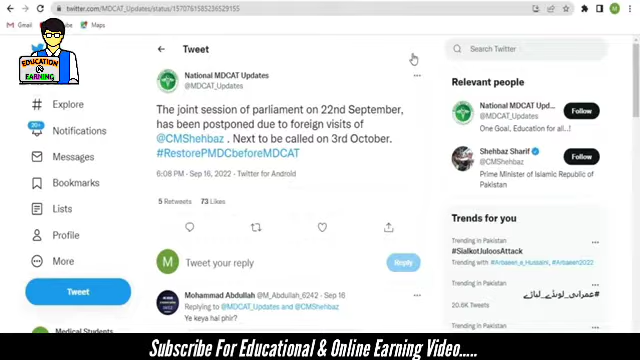 twitter.com/MDCAT_Updates/status/1570761585236529155
Gmail
Maps
EDUCATION
EARNING
Explore
20+
Notifications
Messages
Bookmarks
Lists
Profile
More
Tweet
Medical Students
Tweet
National MDCAT Updates
@MDCAT_Updates
The joint session of parliament on 22nd September,
has been postponed due to foreign visits of
@CMShehbaz . Next to be called on 3rd October.
#RestorePMDCbeforeMDCAT
6:08 PM · Sep 16, 2022 · Twitter for Android
5 Retweets 73 Likes
M
Tweet your reply
Reply
Mohammad Abdullah @M_Abdullah_6242 · Sep 16
Replying to @MDCAT_Updates and @CMShehbaz
Ye keya hai phir?
M
Search Twitter
Relevant people
National MDCAT Upd...
@MDCAT_Updates
Follow
One Goal, Education for all...!
Shehbaz Sharif
@CMShehbaz
Follow
Prime Minister of Islamic Republic of
Pakistan
Trends for you
Trending in Pakistan
#SialkotJuloosAttack
Trending with #Arbaeen_e_Hussaini, #Arbaeen2022
Trending in Pakistan
20.6K Tweets
Trending in Pakistan
Subscribe For Educational & Online Earning Video.....